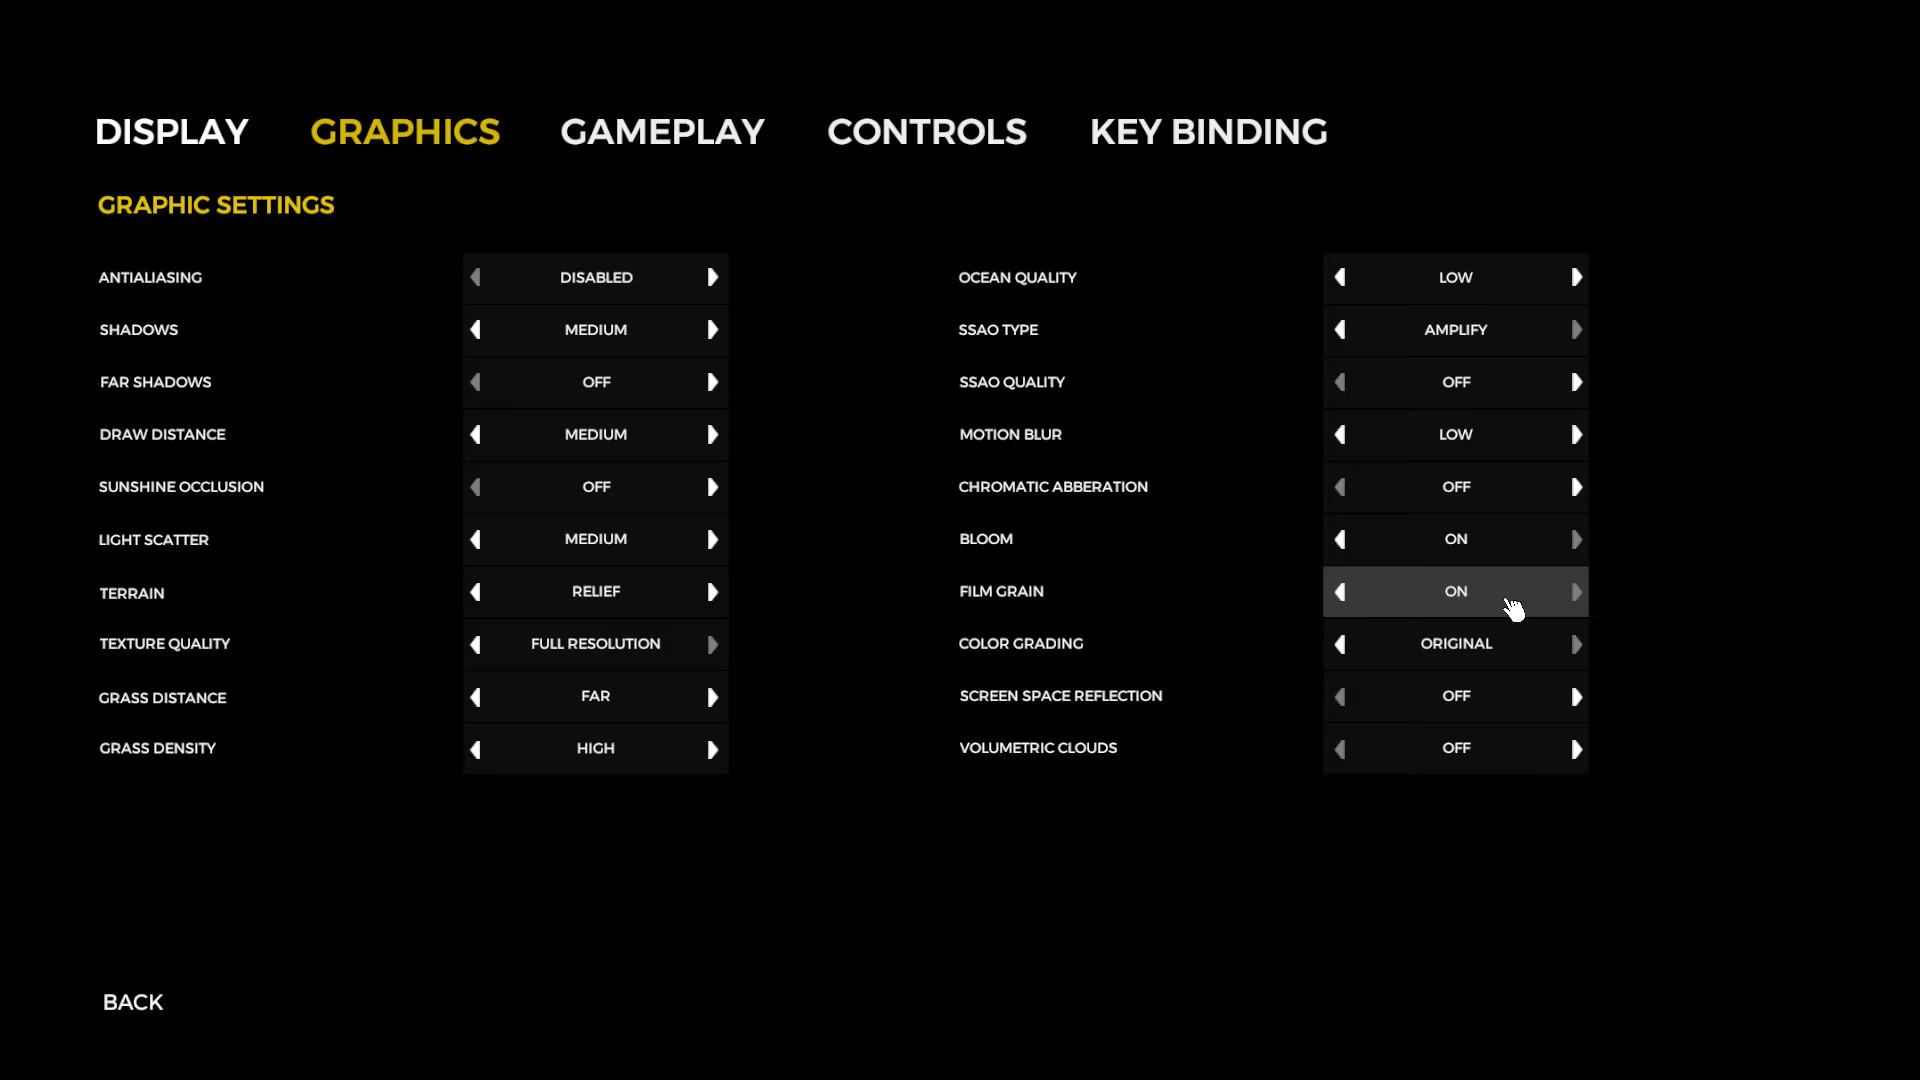 DISPLAY GRAPHICS GAMEPLAY CONTROLS KEY BINDING
GRAPHIC SETTINGS
ANTIALIASING DISABLED
SHADOWS MEDIUM
FAR SHADOWS OFF
DRAW DISTANCE MEDIUM
SUNSHINE OCCLUSION OFF
LIGHT SCATTER MEDIUM
TERRAIN RELIEF
TEXTURE QUALITY FULL RESOLUTION
GRASS DISTANCE FAR
GRASS DENSITY HIGH
OCEAN QUALITY LOW
SSAO TYPE AMPLIFY
SSAO QUALITY OFF
MOTION BLUR LOW
CHROMATIC ABBERATION OFF
BLOOM ON
FILM GRAIN ON
COLOR GRADING ORIGINAL
SCREEN SPACE REFLECTION OFF
VOLUMETRIC CLOUDS OFF
BACK